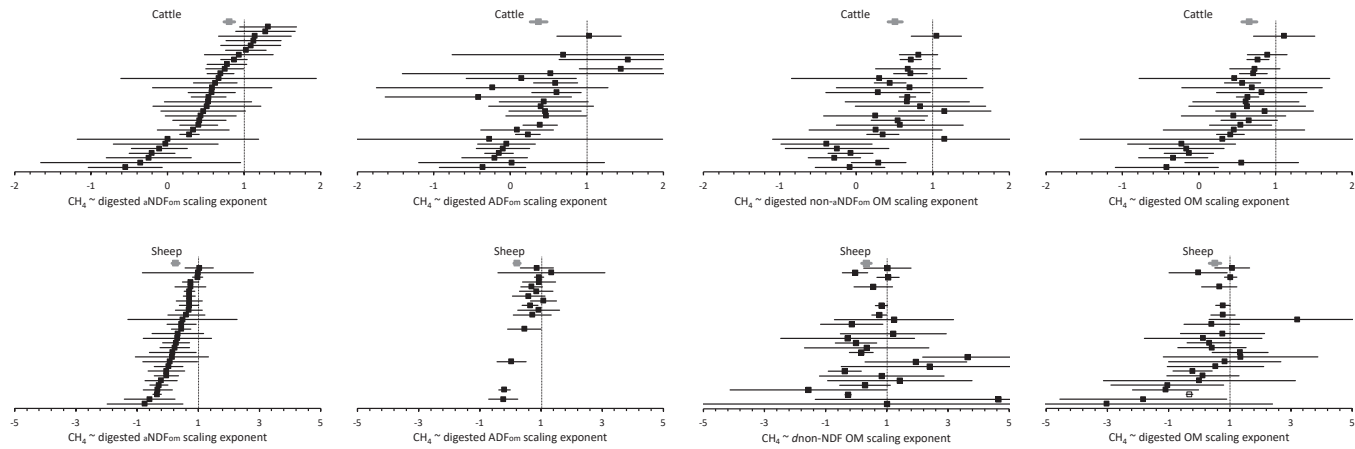 Cattle
-2 -1 0 1 2
CH₄ ~ digested aNDFom scaling exponent
Cattle
-2 -1 0 1 2
CH₄ ~ digested ADFom scaling exponent
Cattle
-2 -1 0 1 2
CH₄ ~ digested non-aNDFom OM scaling exponent
Cattle
-2 -1 0 1 2
CH₄ ~ digested OM scaling exponent
Sheep
-5 -3 -1 1 3 5
CH₄ ~ digested aNDFom scaling exponent
Sheep
-5 -3 -1 1 3 5
CH₄ ~ digested ADFom scaling exponent
Sheep
-5 -3 -1 1 3 5
CH₄ ~ dnon-NDF OM scaling exponent
Sheep
-5 -3 -1 1 3 5
CH₄ ~ digested OM scaling exponent